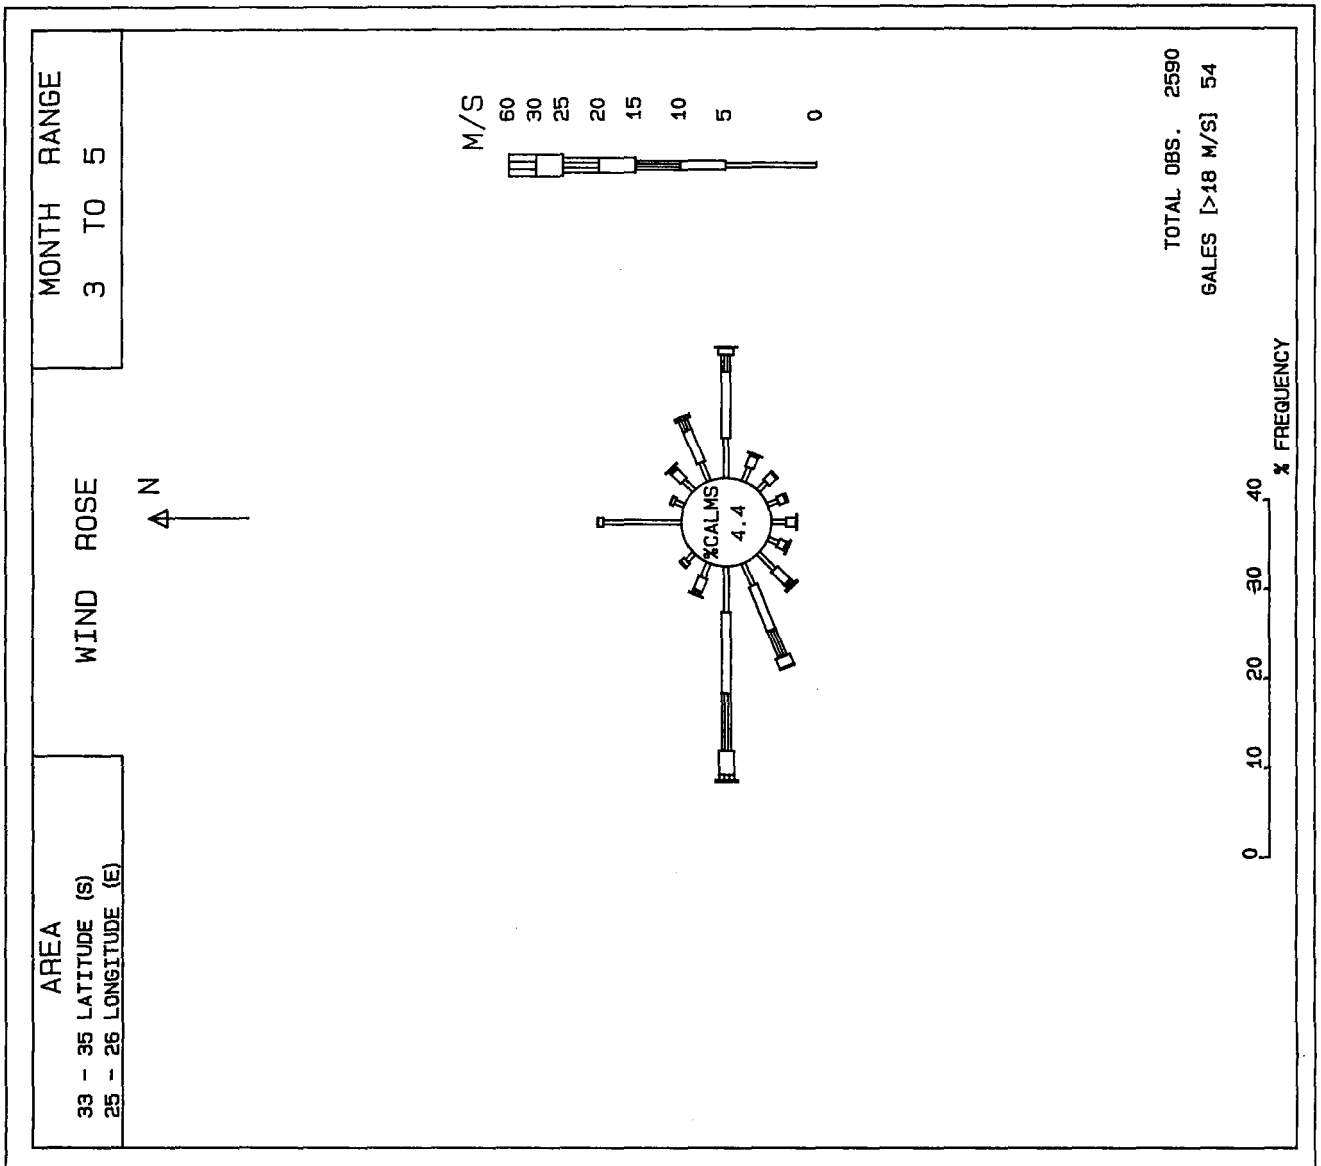 AREA
33 - 35 LATITUDE (S)
25 - 26 LONGITUDE (E)
WIND ROSE
MONTH RANGE
3 TO 5
N
M/S
60
30
25
20
15
10
5
0
%CALMS
4.4
0 10 20 30 40
% FREQUENCY
TOTAL OBS. 2590
GALES [>18 M/S] 54